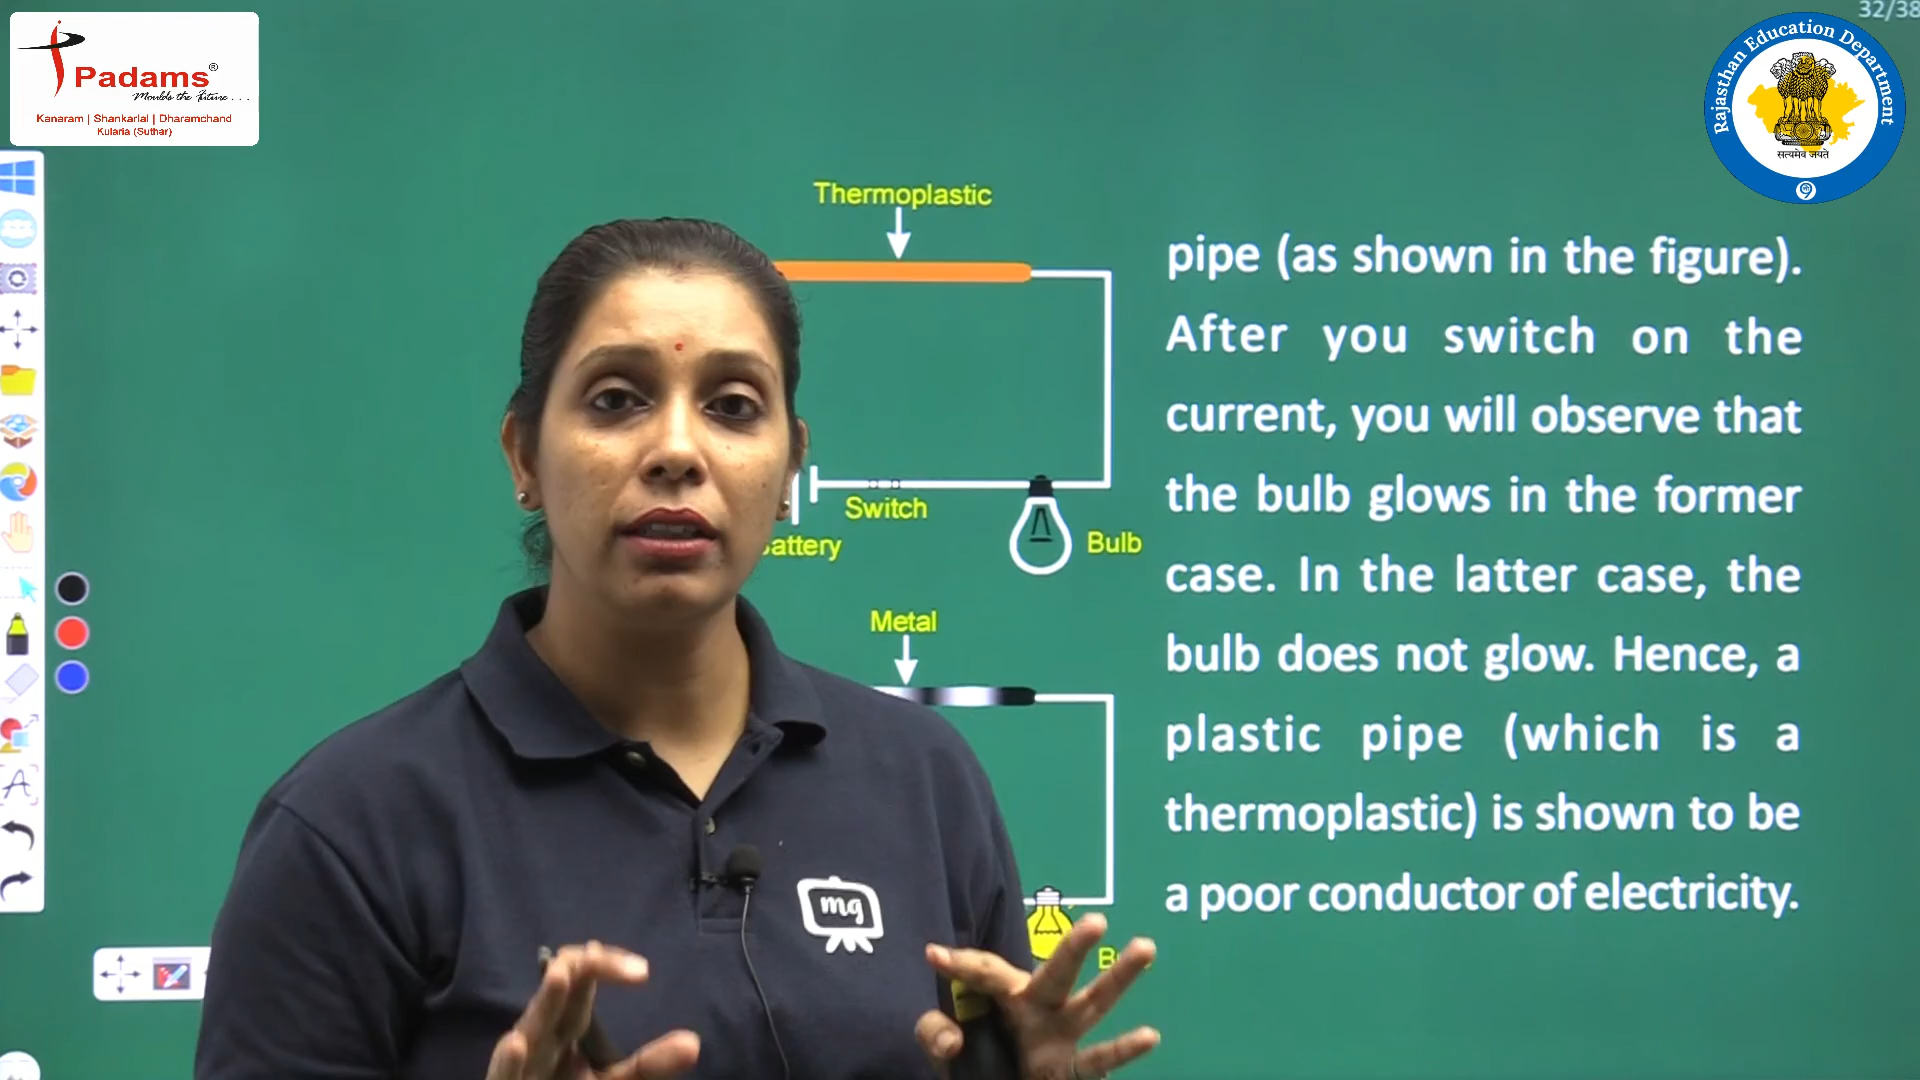 32/38
Padams®
Moulds the Future . . .
Kanaram | Shankarlal | Dharamchand
Kularia (Suthar)
Rajasthan Education Department
सत्यमेव जयते
Thermoplastic
Switch
Battery
Bulb
Metal
mg
pipe (as shown in the figure).
After you switch on the
current, you will observe that
the bulb glows in the former
case. In the latter case, the
bulb does not glow. Hence, a
plastic pipe (which is a
thermoplastic) is shown to be
a poor conductor of electricity.